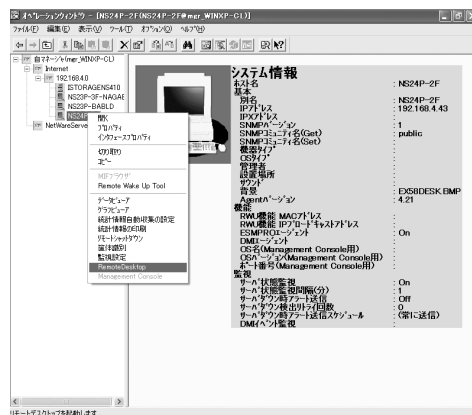 オペレーションウィンドウ - [NS24P-2F(NS24P-2F@mgr_WINXP-CL)]
ファイル(F) 編集(E) 表示(V) ツール(T) オプション(O) ヘルプ(H)
自マネージャ(mgr_WINXP-CL)
Internet
192.168.4.0
ISTORAGENS410
NS23P-3F-NAGAE
NS23P-BABLD
NS24P
NetWareServe
開く
プロパティ
インタフェースプロパティ
切り取り
コピー
MIFブラウザ
Remote Wake Up Tool
データビューア
グラフビューア
統計情報自動収集の設定
統計情報の印刷
リモートシャットダウン
筐体識別
監視設定
RemoteDesktop
Management Console
システム情報
ホスト名 : NS24P-2F
基本
別名 : NS24P-2F
IPアドレス : 192.168.4.43
IPXアドレス :
SNMPバージョン : 1
SNMPコミュニティ名(Get) : public
SNMPコミュニティ名(Set) :
機器タイプ :
OSタイプ :
管理者 :
設置場所 :
サウンド :
背景 : EX58DESK.BMP
Agentバージョン : 4.21
機能
RWU機能 MACアドレス :
RWU機能 IPブロードキャストアドレス :
ESMPROエージェント : On
DMIエージェント :
OS名(Management Console用) :
OSバージョン(Management Console用) :
ポート番号(Management Console用) :
監視
サーバ状態監視 : On
サーバ状態監視間隔(分) : 1
サーバダウン時アラート送信 : Off
サーバダウン検出リトライ回数 : 0
サーバダウン時アラート送信スケジュール : (常に送信)
DMIイベント監視 :
リモートデスクトップを起動します